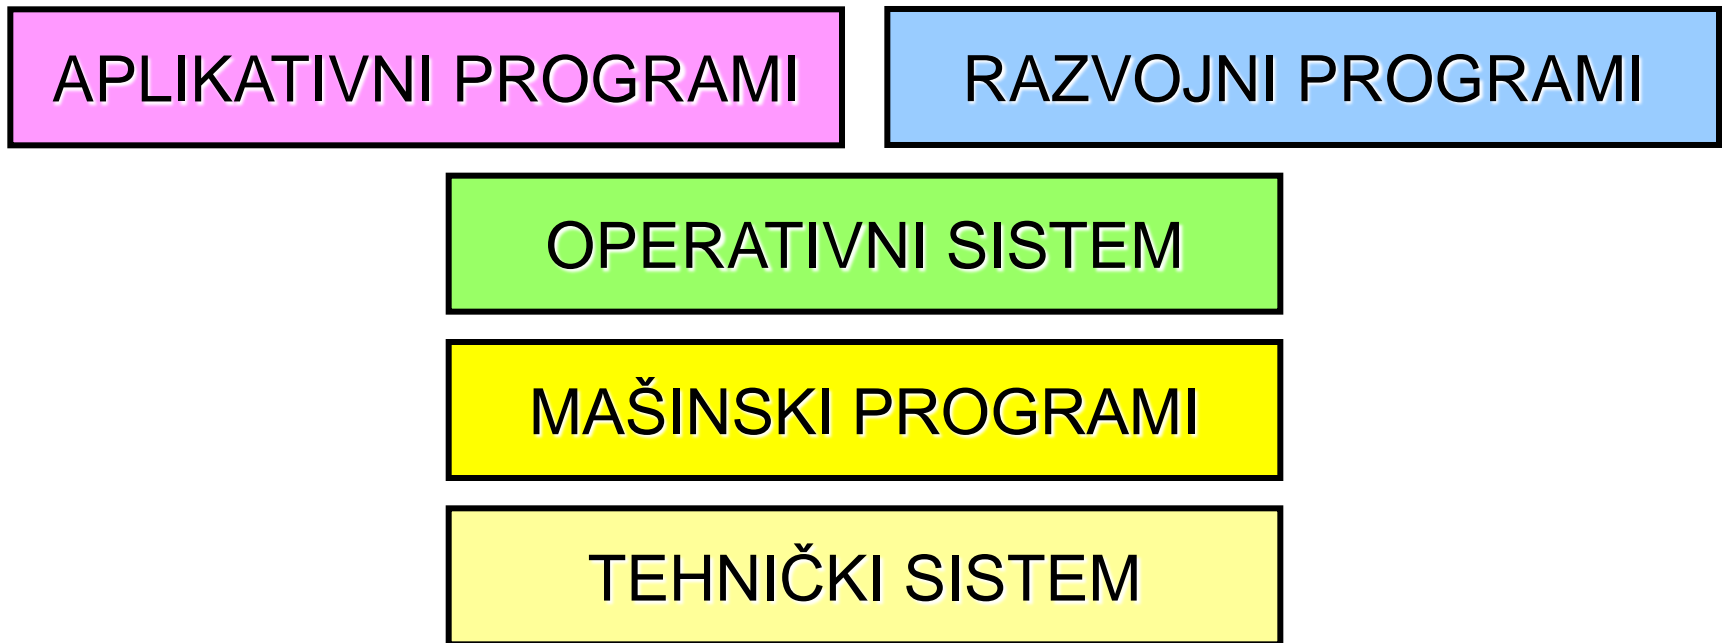 APLIKATIVNI PROGRAMI
RAZVOJNI PROGRAMI
OPERATIVNI SISTEM
MAŠINSKI PROGRAMI
TEHNIČKI SISTEM